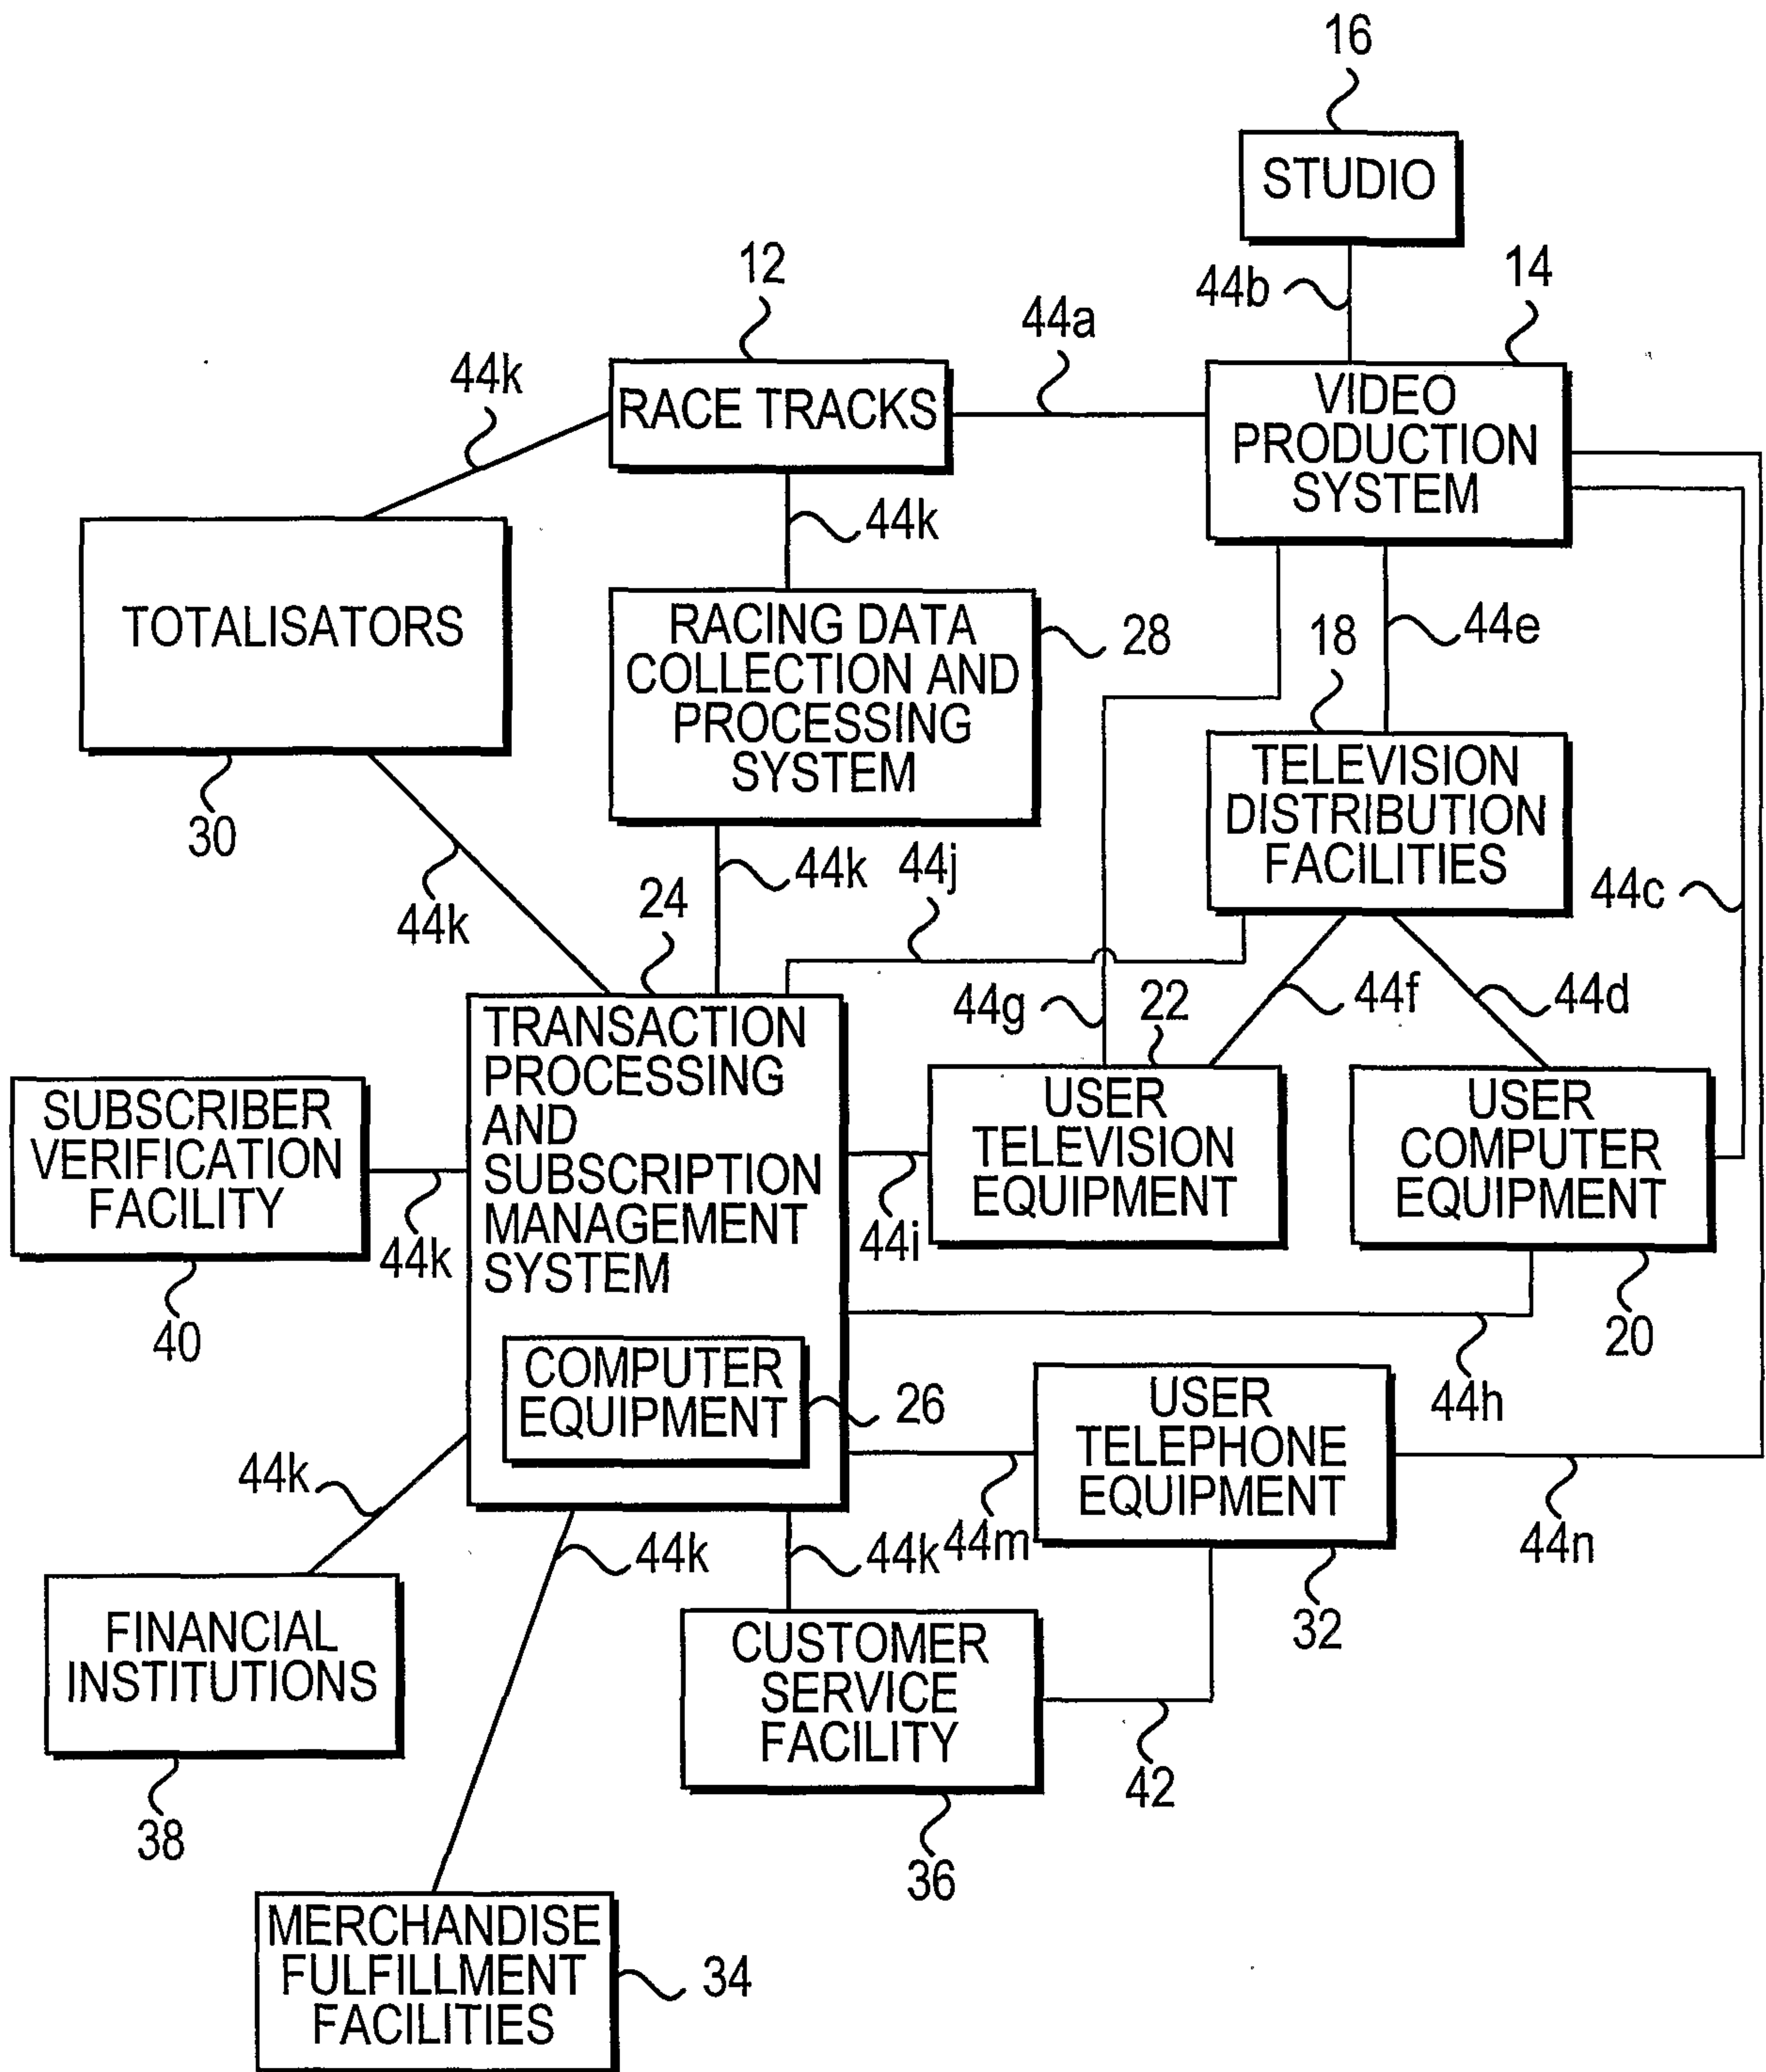 16
STUDIO
12
44b
14
44a
44k
RACE TRACKS
VIDEO
PRODUCTION
SYSTEM
44k
TOTALISATORS
RACING DATA
COLLECTION AND
PROCESSING
SYSTEM
28
18
44e
TELEVISION
DISTRIBUTION
FACILITIES
30
44k
44k
24
44j
44c
44g
22
44f
44d
TRANSACTION
PROCESSING
AND
SUBSCRIPTION
MANAGEMENT
SYSTEM
SUBSCRIBER
VERIFICATION
FACILITY
44k
40
USER
TELEVISION
EQUIPMENT
44i
USER
COMPUTER
EQUIPMENT
20
44h
COMPUTER
EQUIPMENT
26
USER
TELEPHONE
EQUIPMENT
44k
44k
44k
44m
44n
32
FINANCIAL
INSTITUTIONS
38
CUSTOMER
SERVICE
FACILITY
42
36
MERCHANDISE
FULFILLMENT
FACILITIES
34